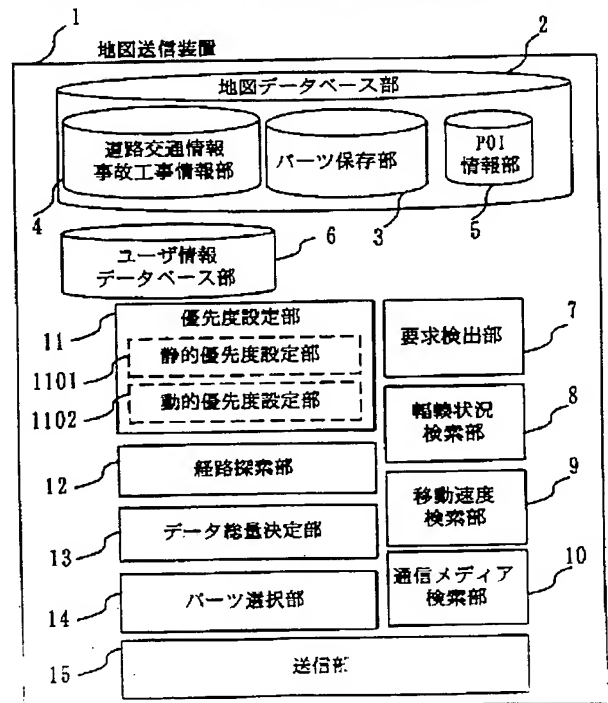 1
地図送信装置
2
地図データベース部
道路交通情報
事故工事情報部
パーツ保存部
POI
情報部
4
3
5
ユーザ情報
データベース部
6
11
優先度設定部
1101
静的優先度設定部
1102
動的優先度設定部
要求検出部
7
輻輳状況
検索部
8
12
経路探索部
移動速度
検索部
9
13
データ総量決定部
通信メディア
検索部
10
14
パーツ選択部
15
送信部